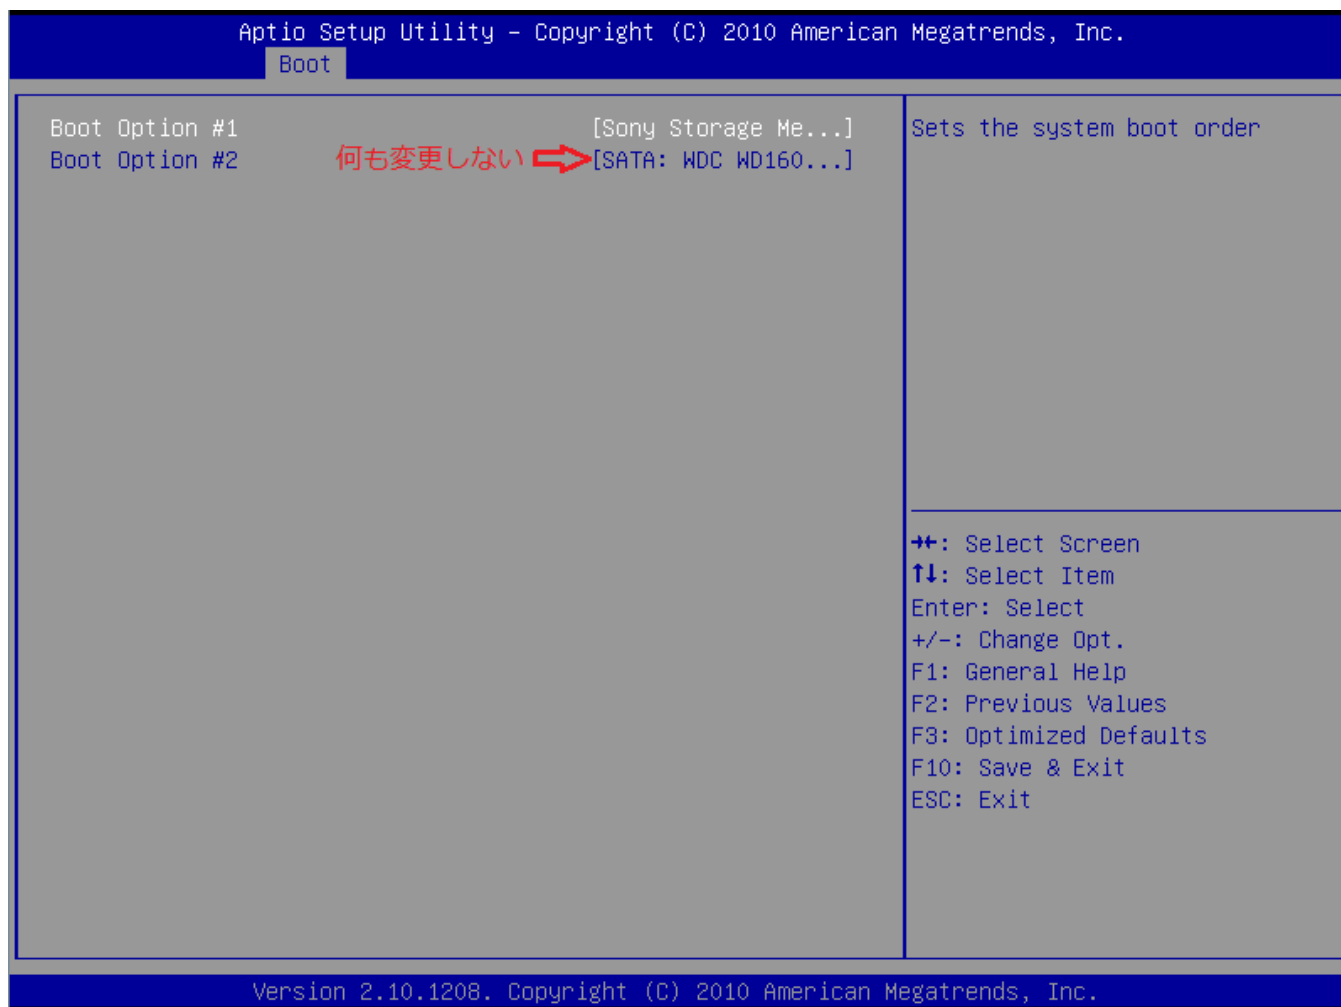 Aptio Setup Utility – Copyright (C) 2010 American Megatrends, Inc.
Boot
Boot Option #1 [Sony Storage Me...]
Boot Option #2 何も変更しない [SATA: WDC WD160...]
Sets the system boot order
→←: Select Screen
↑↓: Select Item
Enter: Select
+/-: Change Opt.
F1: General Help
F2: Previous Values
F3: Optimized Defaults
F10: Save & Exit
ESC: Exit
Version 2.10.1208. Copyright (C) 2010 American Megatrends, Inc.